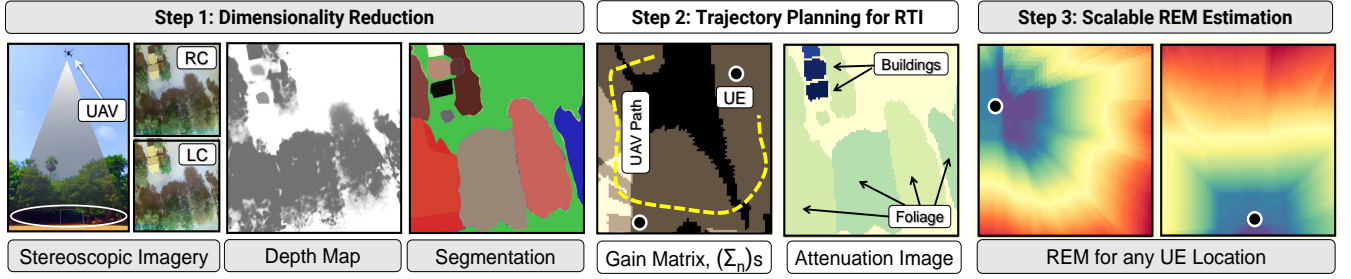 Step 1: Dimensionality Reduction
Step 2: Trajectory Planning for RTI
Step 3: Scalable REM Estimation
UAV
RC
LC
UAV Path
UE
Buildings
Foliage
Stereoscopic Imagery
Depth Map
Segmentation
Gain Matrix, (Σn)s
Attenuation Image
REM for any UE Location